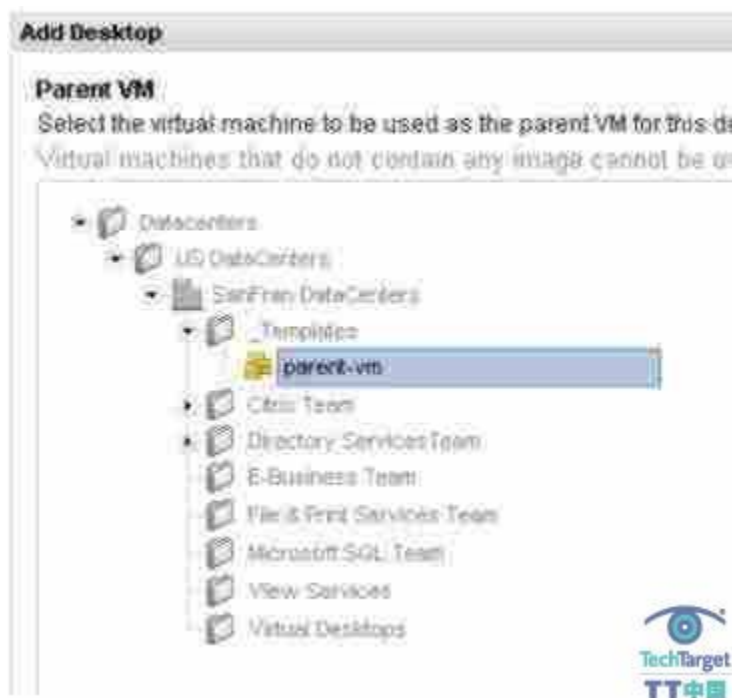 Add Desktop
Parent VM
Select the virtual machine to be used as the parent VM for this de
Virtual machines that do not contain any image cannot be us
Datacenters
US DataCenters
SanFran DataCenters
_Templates
parent-vm
Citrix Team
Directory ServicesTeam
E-Business Team
File & Print Services Team
Microsoft SQL Team
View Services
Virtual Desktops
TechTarget
TT中国